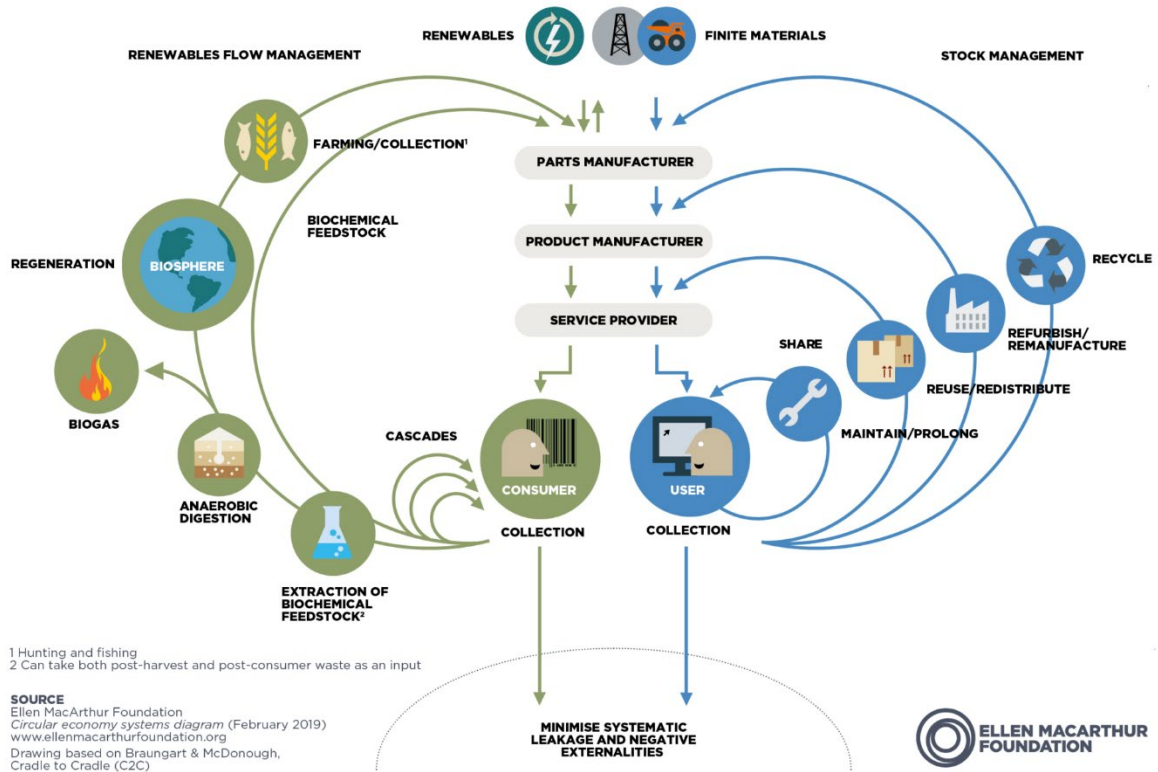 RENEWABLES
FINITE MATERIALS
RENEWABLES FLOW MANAGEMENT
STOCK MANAGEMENT
FARMING/COLLECTION¹
PARTS MANUFACTURER
BIOCHEMICAL
FEEDSTOCK
PRODUCT MANUFACTURER
REGENERATION
BIOSPHERE
RECYCLE
SERVICE PROVIDER
SHARE
REFURBISH/
REMANUFACTURE
REUSE/REDISTRIBUTE
BIOGAS
CASCADES
MAINTAIN/PROLONG
CONSUMER
USER
ANAEROBIC
DIGESTION
COLLECTION
COLLECTION
EXTRACTION OF
BIOCHEMICAL
FEEDSTOCK²
1 Hunting and fishing
2 Can take both post-harvest and post-consumer waste as an input
SOURCE
Ellen MacArthur Foundation
Circular economy systems diagram (February 2019)
www.ellenmacarthurfoundation.org
Drawing based on Braungart & McDonough,
Cradle to Cradle (C2C)
MINIMISE SYSTEMATIC
LEAKAGE AND NEGATIVE
EXTERNALITIES
ELLEN MACARTHUR
FOUNDATION